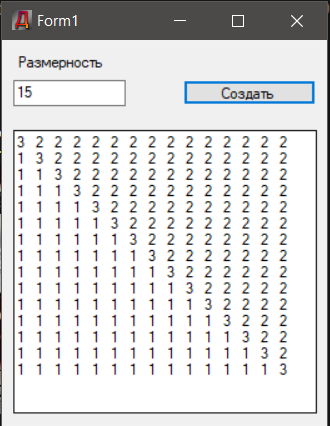 Д Form1
Размерность
15 Создать
3 2 2 2 2 2 2 2 2 2 2 2 2 2 2
1 3 2 2 2 2 2 2 2 2 2 2 2 2 2
1 1 3 2 2 2 2 2 2 2 2 2 2 2 2
1 1 1 3 2 2 2 2 2 2 2 2 2 2 2
1 1 1 1 3 2 2 2 2 2 2 2 2 2 2
1 1 1 1 1 3 2 2 2 2 2 2 2 2 2
1 1 1 1 1 1 3 2 2 2 2 2 2 2 2
1 1 1 1 1 1 1 3 2 2 2 2 2 2 2
1 1 1 1 1 1 1 1 3 2 2 2 2 2 2
1 1 1 1 1 1 1 1 1 3 2 2 2 2 2
1 1 1 1 1 1 1 1 1 1 3 2 2 2 2
1 1 1 1 1 1 1 1 1 1 1 3 2 2 2
1 1 1 1 1 1 1 1 1 1 1 1 3 2 2
1 1 1 1 1 1 1 1 1 1 1 1 1 3 2
1 1 1 1 1 1 1 1 1 1 1 1 1 1 3